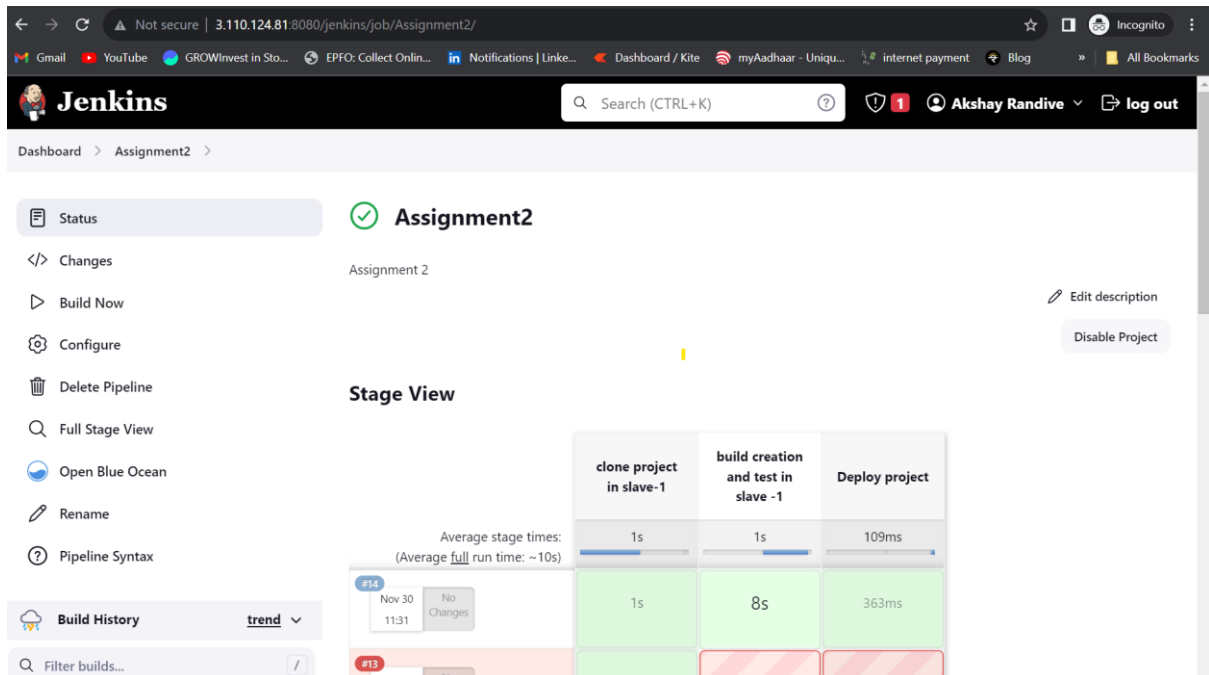 Not secure | 3.110.124.81:8080/jenkins/job/Assignment2/
Incognito
Gmail YouTube GROWInvest in Sto... EPFO: Collect Onlin... Notifications | Linke... Dashboard / Kite myAadhaar - Uniqu... internet payment Blog » All Bookmarks
Jenkins
Search (CTRL+K)
1
Akshay Randive
log out
Dashboard > Assignment2 >
Status
Changes
Build Now
Configure
Delete Pipeline
Full Stage View
Open Blue Ocean
Rename
Pipeline Syntax
Build History
trend
Filter builds...
/
Assignment2
Assignment 2
Edit description
Disable Project
Stage View
clone project
in slave-1
build creation
and test in
slave -1
Deploy project
Average stage times:
(Average full run time: ~10s)
1s
1s
109ms
#14
Nov 30
11:31
No
Changes
1s
8s
363ms
#13